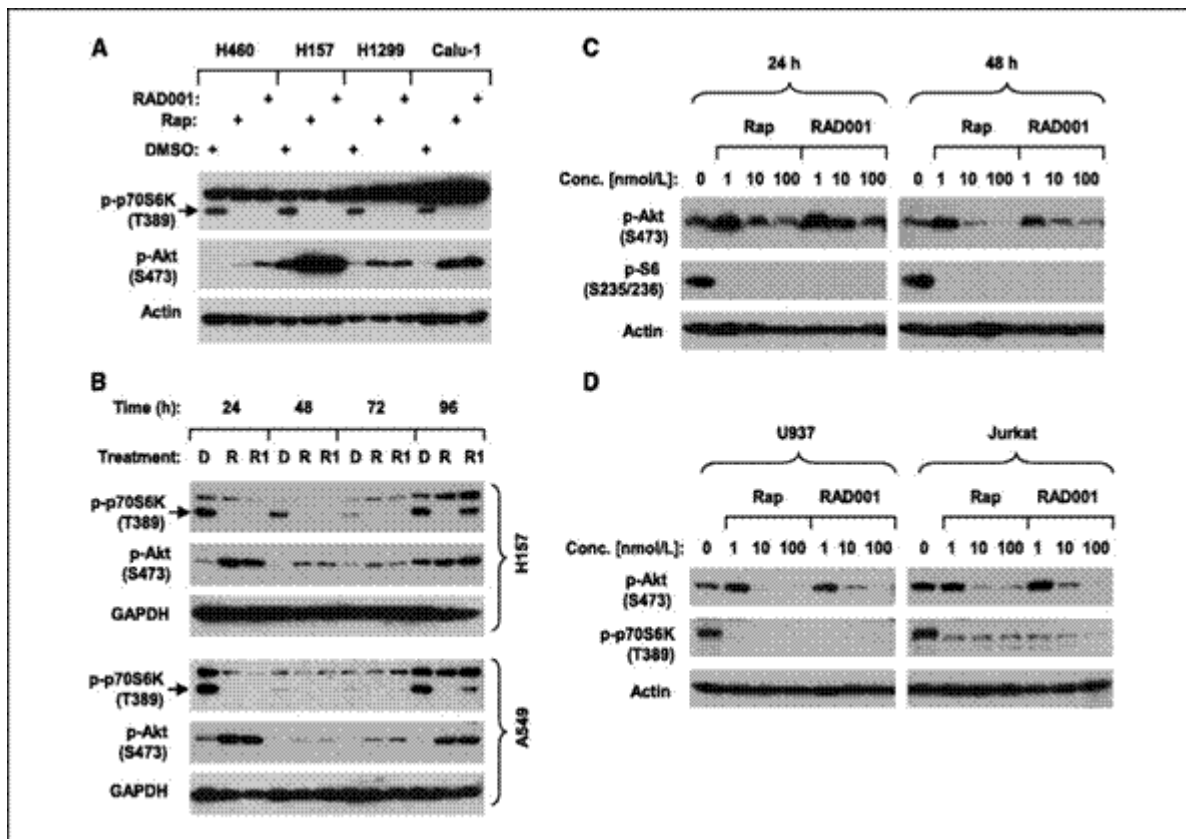 A
H460 H157 H1299 Calu-1
RAD001: + + + +
Rap: + + + +
DMSO: + + + +
p-p70S6K
(T389)
p-Akt
(S473)
Actin
B
Time (h): 24 48 72 96
Treatment: D R R1 D R R1 D R R1 D R R1
p-p70S6K
(T389)
p-Akt
(S473)
GAPDH
H157
p-p70S6K
(T389)
p-Akt
(S473)
GAPDH
A549
C
24 h 48 h
Rap RAD001 Rap RAD001
Conc. [nmol/L]: 0 1 10 100 1 10 100 0 1 10 100 1 10 100
p-Akt
(S473)
p-S6
(S235/236)
Actin
D
U937 Jurkat
Rap RAD001 Rap RAD001
Conc. [nmol/L]: 0 1 10 100 1 10 100 0 1 10 100 1 10 100
p-Akt
(S473)
p-p70S6K
(T389)
Actin